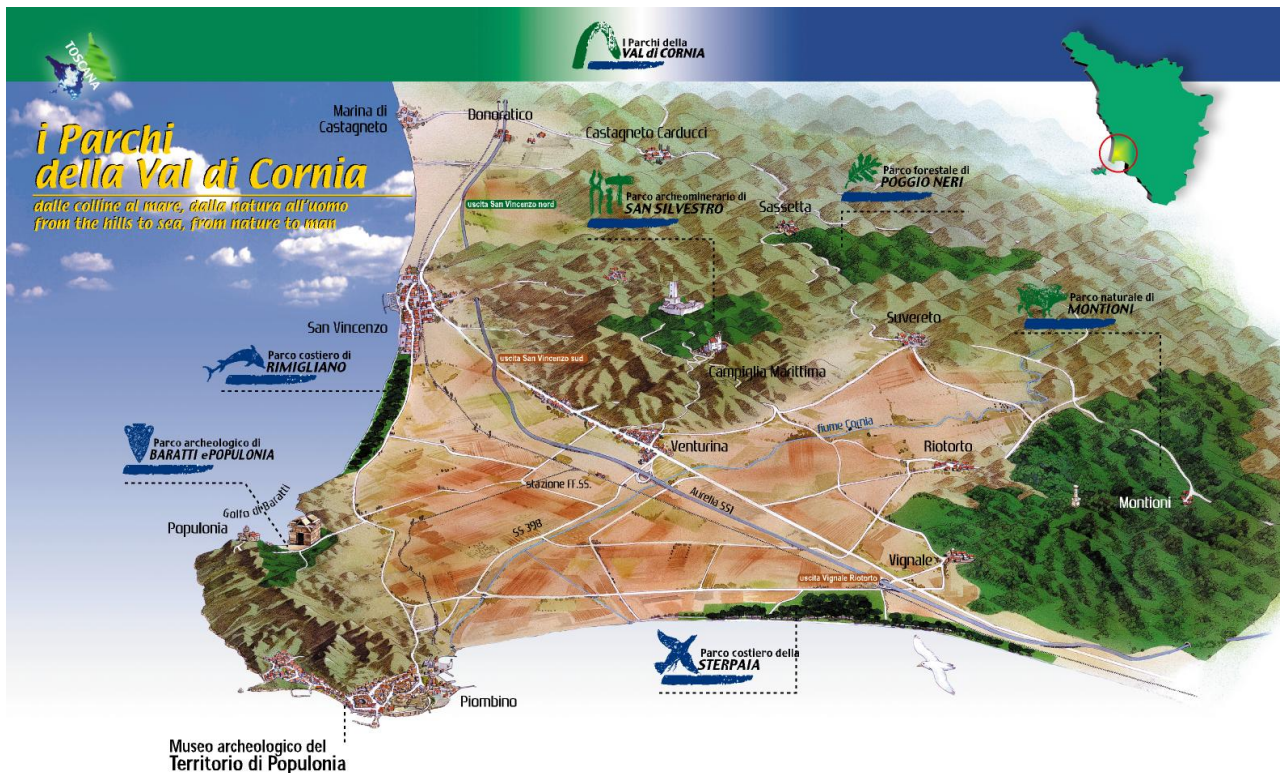 TOSCANA
I Parchi della
VAL di CORNIA
i Parchi
della Val di Cornia
dalle colline al mare, dalla natura all'uomo
from the hills to sea, from nature to man
Marina di
Castagneto
Donoratico
Castagneto Carducci
Parco forestale di
POGGIO NERI
Parco archeominerario di
SAN SILVESTRO
Sassetta
uscita San Vincenzo nord
Parco naturale di
MONTIONI
San Vincenzo
Suvereto
Parco costiero di
RIMIGLIANO
uscita San Vincenzo sud
Campiglia Marittima
fiume Cornia
Parco archeologico di
BARATTI e POPULONIA
Venturina
Riotorto
stazione FF.SS.
Aurelia SS1
Montioni
Golfo di Baratti
Populonia
SS 398
Vignale
uscita Vignale Riotorto
Parco costiero della
STERPAIA
Piombino
Museo archeologico del
Territorio di Populonia